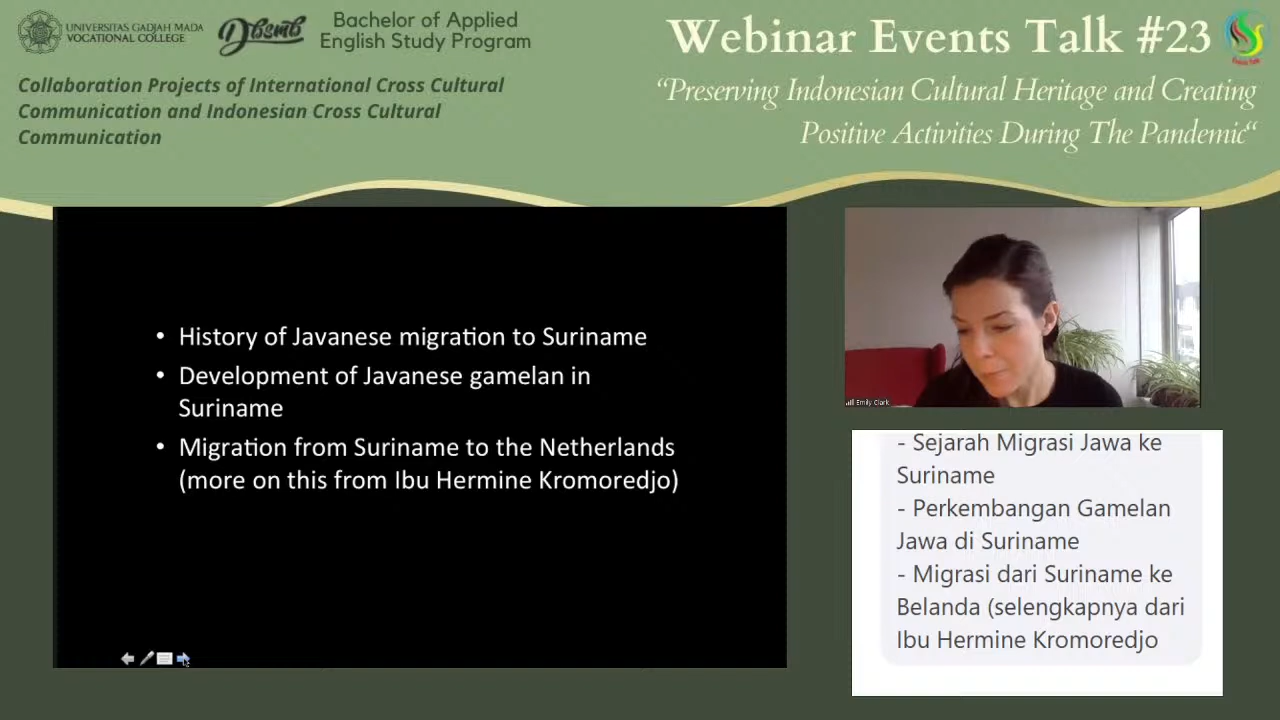 UNIVERSITAS GADJAH MADA
VOCATIONAL COLLEGE
Dbsmb
Bachelor of Applied
English Study Program
Collaboration Projects of International Cross Cultural
Communication and Indonesian Cross Cultural
Communication
Webinar Events Talk #23
“Preserving Indonesian Cultural Heritage and Creating
Positive Activities During The Pandemic“
Events Talk
• History of Javanese migration to Suriname
• Development of Javanese gamelan in
Suriname
• Migration from Suriname to the Netherlands
(more on this from Ibu Hermine Kromoredjo)
Emily Clark
- Sejarah Migrasi Jawa ke
Suriname
- Perkembangan Gamelan
Jawa di Suriname
- Migrasi dari Suriname ke
Belanda (selengkapnya dari
Ibu Hermine Kromoredjo